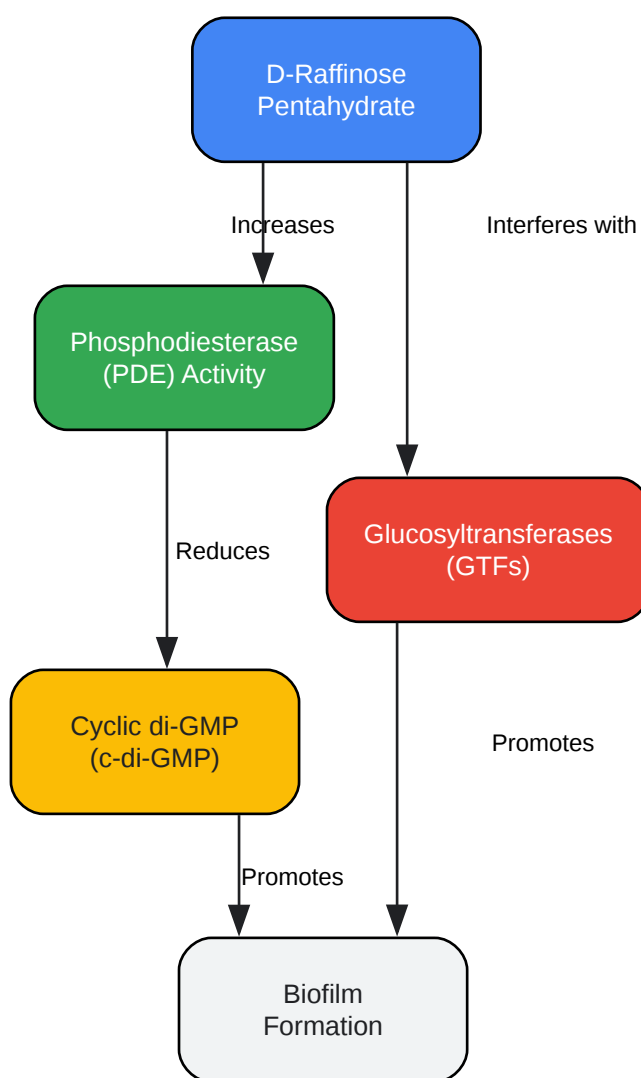 D-Raffinose
Pentahydrate
Increases
Interferes with
Phosphodiesterase
(PDE) Activity
Glucosyltransferases
(GTFs)
Reduces
Cyclic di-GMP
(c-di-GMP)
Promotes
Promotes
Biofilm
Formation